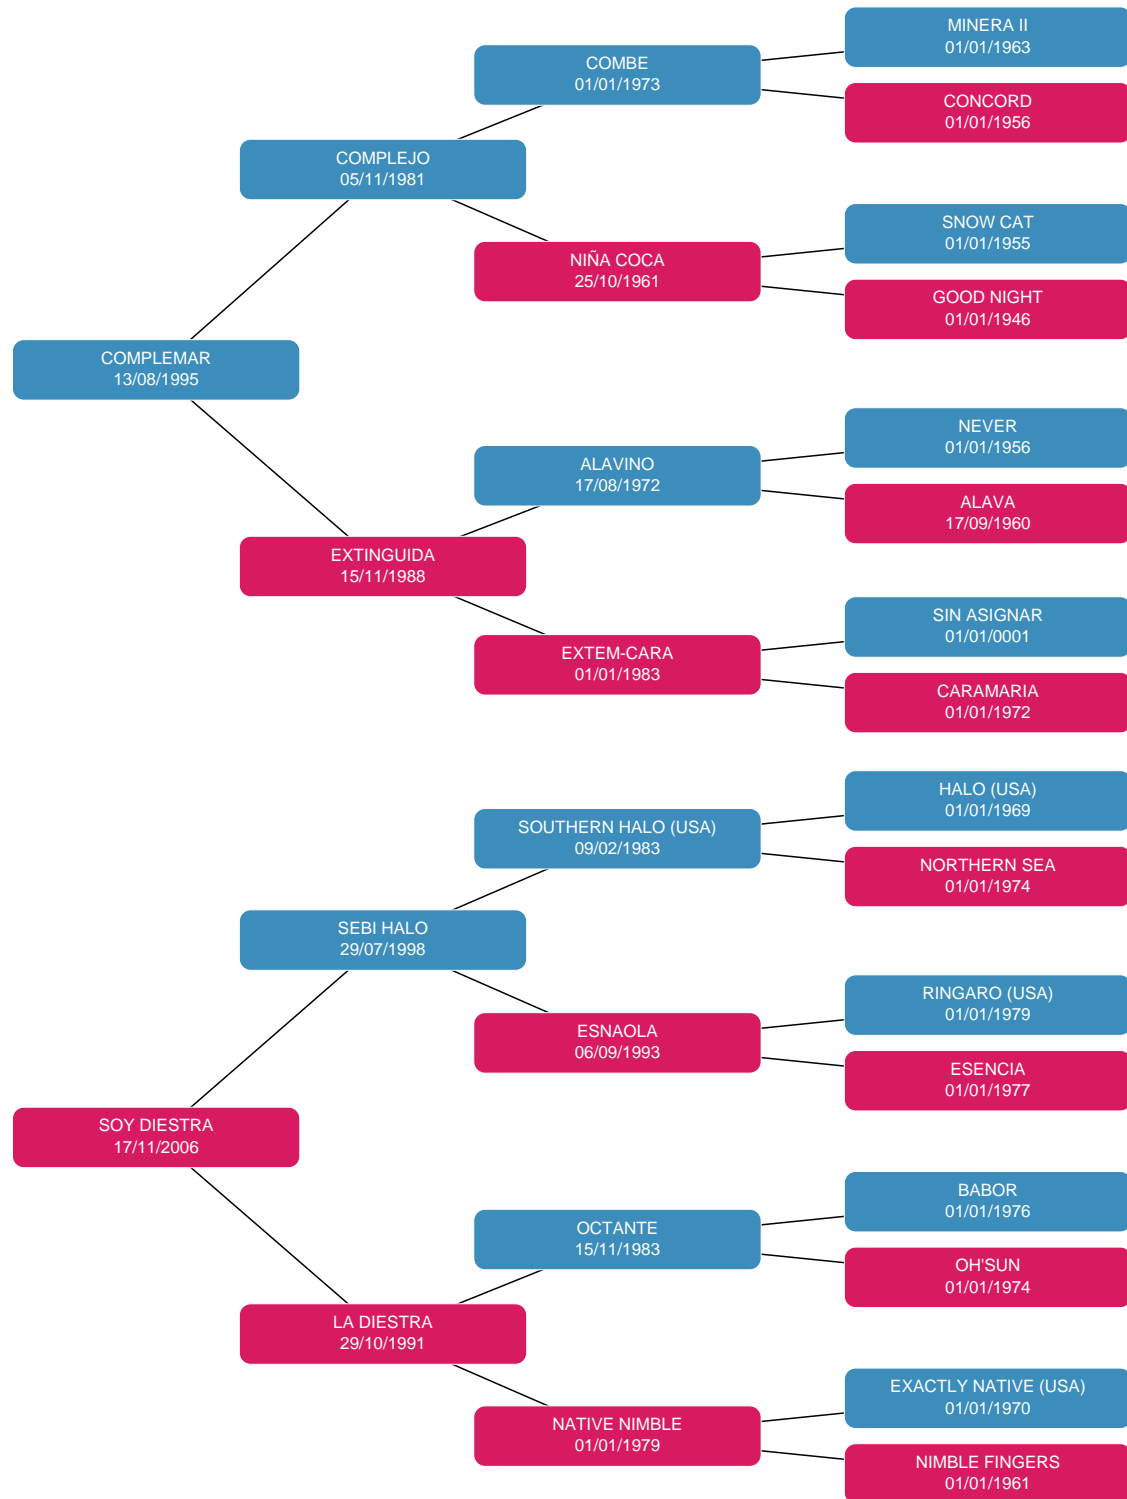 MINERA II
01/01/1963
COMBE
01/01/1973
CONCORD
01/01/1956
COMPLEJO
05/11/1981
SNOW CAT
01/01/1955
NIÑA COCA
25/10/1961
GOOD NIGHT
01/01/1946
COMPLEMAR
13/08/1995
NEVER
01/01/1956
ALAVINO
17/08/1972
ALAVA
17/09/1960
EXTINGUIDA
15/11/1988
SIN ASIGNAR
01/01/0001
EXTEM-CARA
01/01/1983
CARAMARIA
01/01/1972
HALO (USA)
01/01/1969
SOUTHERN HALO (USA)
09/02/1983
NORTHERN SEA
01/01/1974
SEBI HALO
29/07/1998
RINGARO (USA)
01/01/1979
ESNAOLA
06/09/1993
ESENCIA
01/01/1977
SOY DIESTRA
17/11/2006
BABOR
01/01/1976
OCTANTE
15/11/1983
OH'SUN
01/01/1974
LA DIESTRA
29/10/1991
EXACTLY NATIVE (USA)
01/01/1970
NATIVE NIMBLE
01/01/1979
NIMBLE FINGERS
01/01/1961